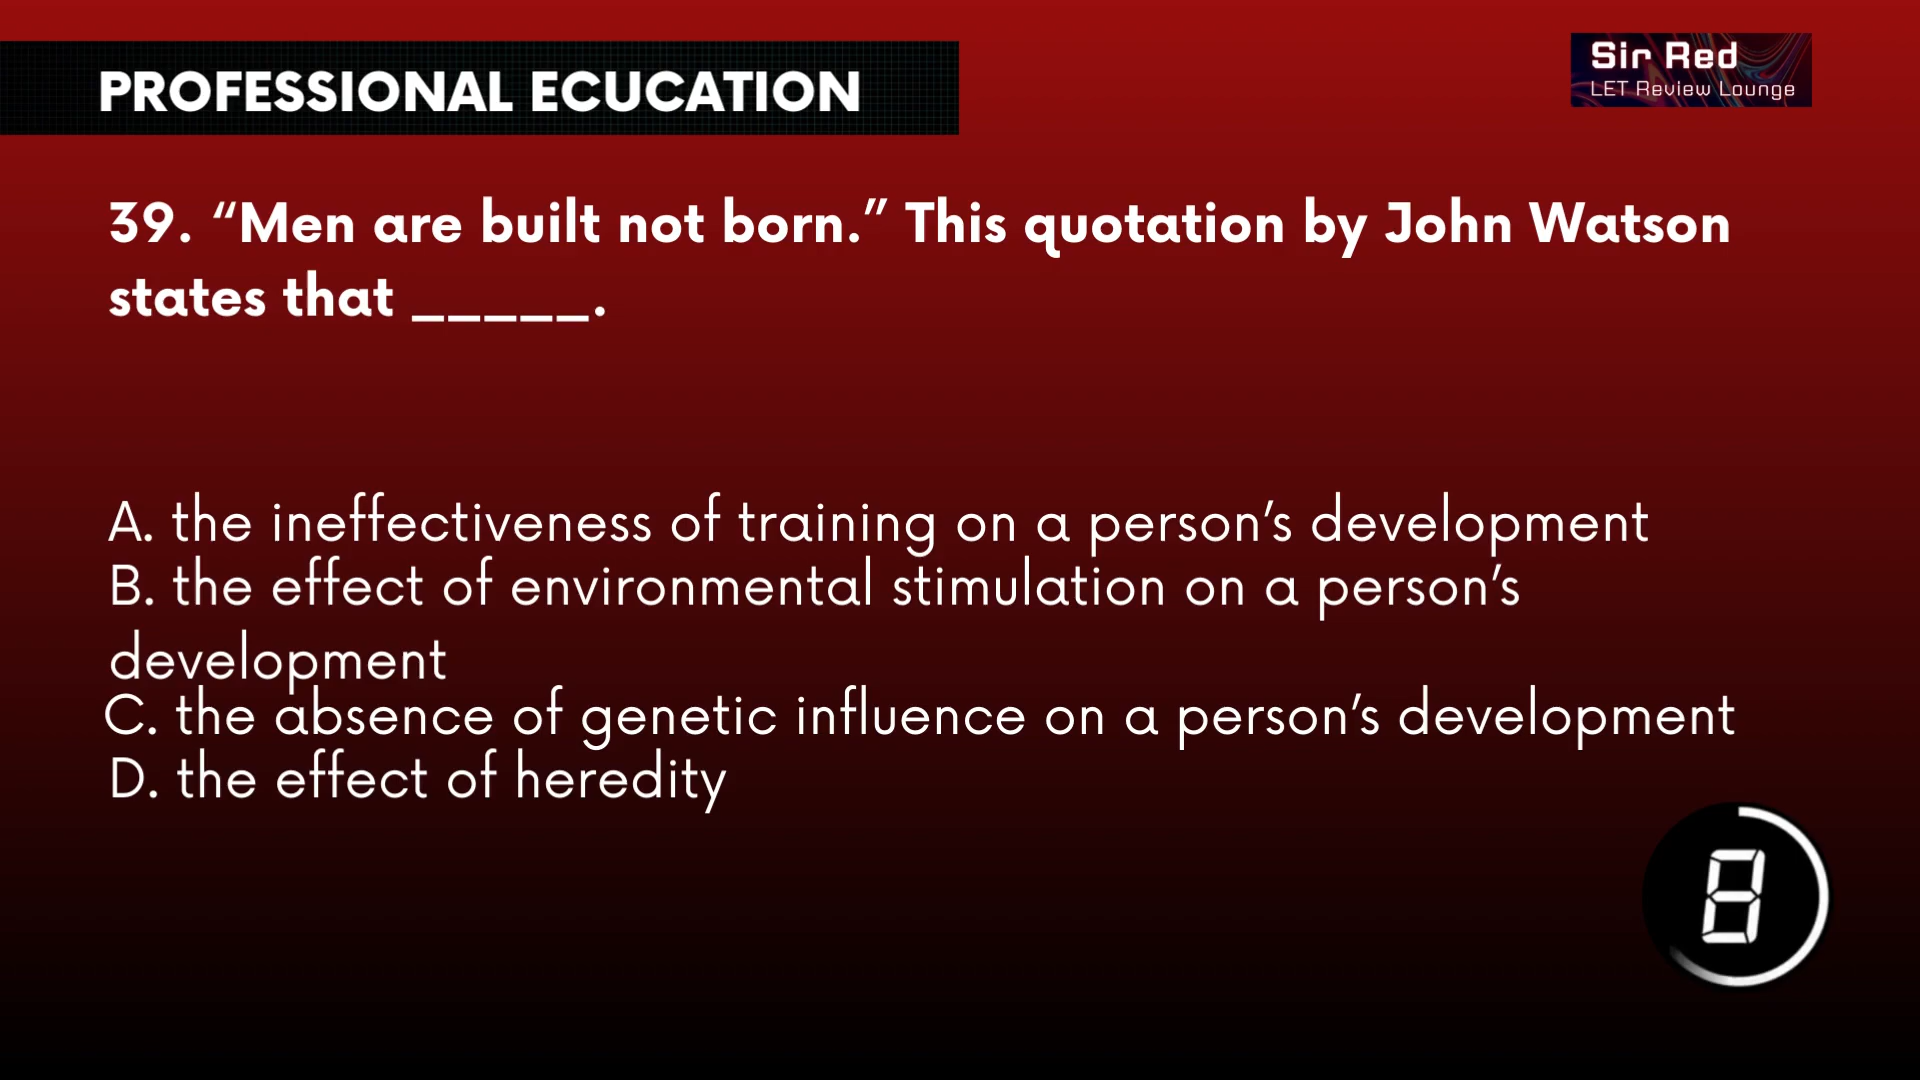 PROFESSIONAL ECUCATION
Sir Red
LET Review Lounge
39. “Men are built not born.” This quotation by John Watson
states that _____.
A. the ineffectiveness of training on a person’s development
B. the effect of environmental stimulation on a person’s
development
C. the absence of genetic influence on a person’s development
D. the effect of heredity
8